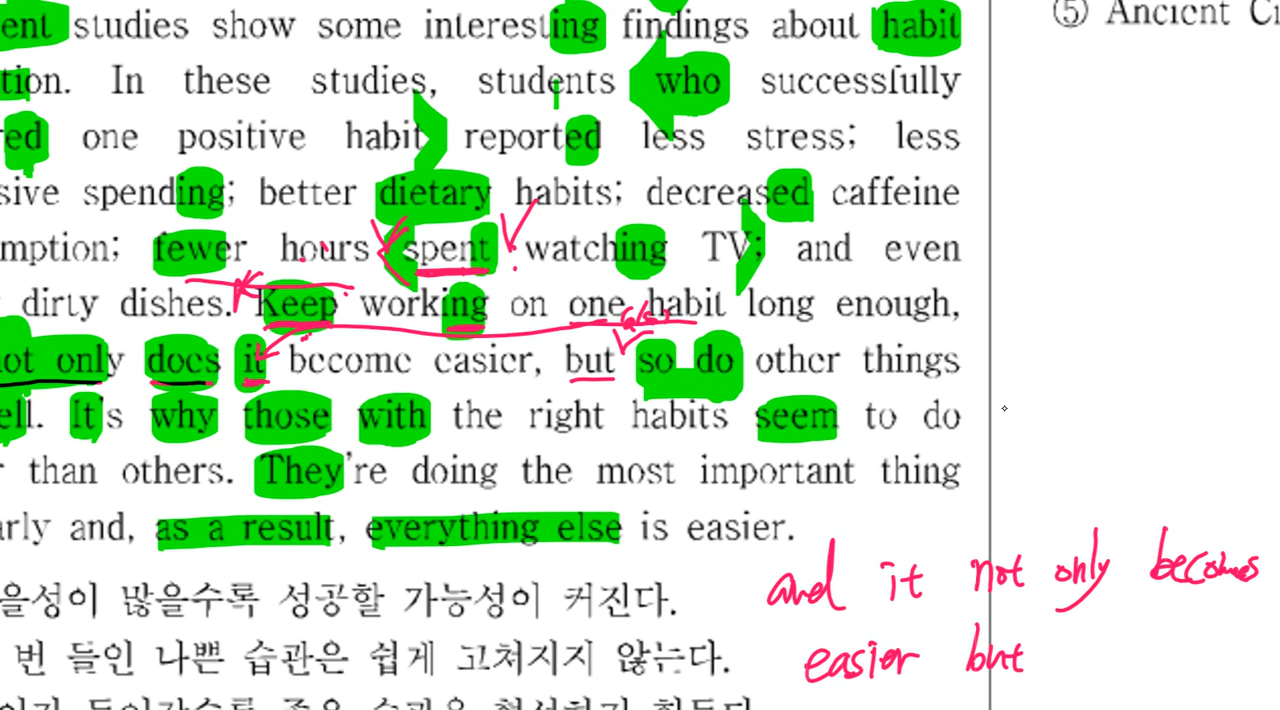 ent studies show some interesting findings about habit
tion. In these studies, students who successfully
ed one positive habit reported less stress; less
sive spending; better dietary habits; decreased caffeine
mption; fewer hours spent watching TV; and even
dirty dishes. Keep working on one habit long enough,
not only does it become easier, but so do other things
ell. It's why those with the right habits seem to do
r than others. They're doing the most important thing
arly and, as a result, everything else is easier.
을성이 많을수록 성공할 가능성이 커진다.
번 들인 나쁜 습관은 쉽게 고쳐지지 않는다.
⑤ Ancient C
and it not only becomes
easier but